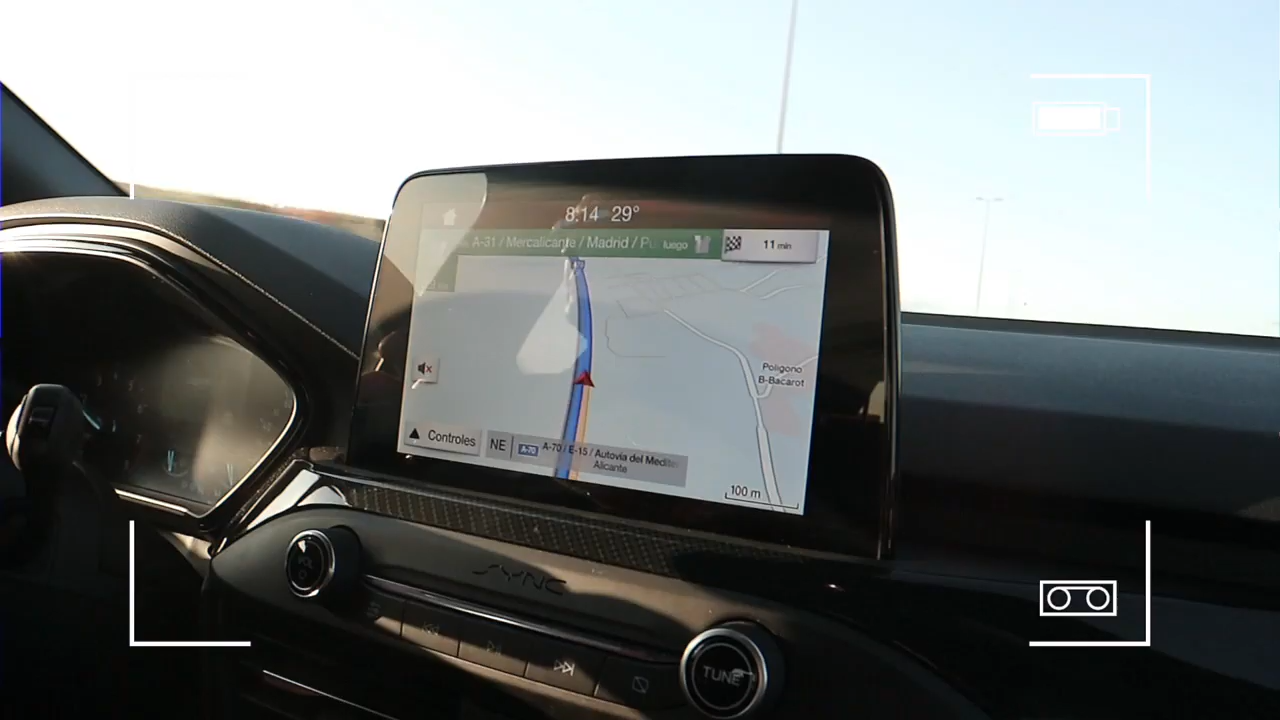 8:14 29°
A-31 / Mercalicante / Madrid / Pu luego
11 min
Polígono
B-Bacarot
Controles
NE
A-70
A-70 / E-15 / Autovía del Mediter
Alicante
100 m
SYNC
TUNE